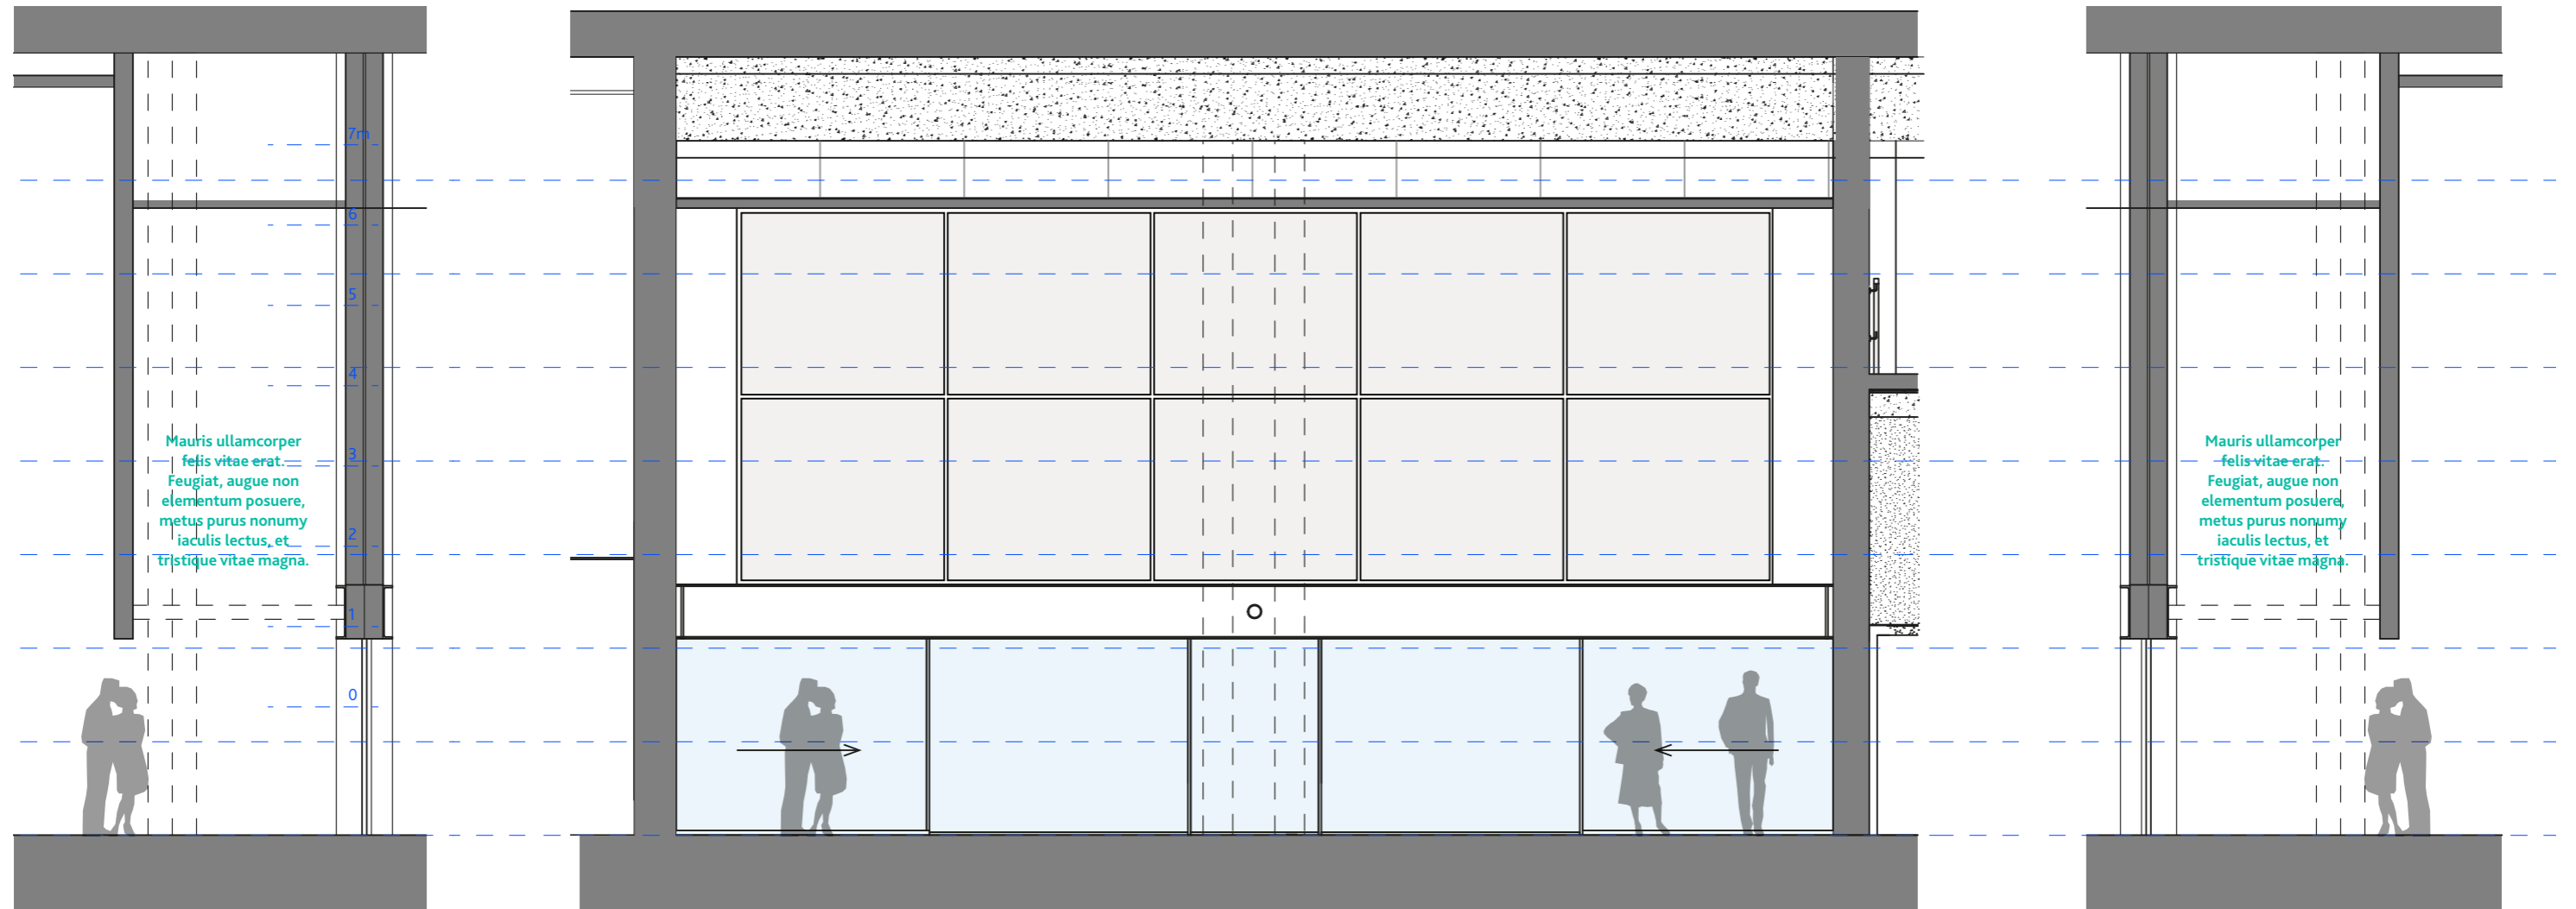 7m
6
5
4
3
2
1
0
Mauris ullamcorper
felis vitae erat.
Feugiat, augue non
elementum posuere,
metus purus nonumy
iaculis lectus, et
tristique vitae magna.
Mauris ullamcorper
felis vitae erat.
Feugiat, augue non
elementum posuere,
metus purus nonumy
iaculis lectus, et
tristique vitae magna.